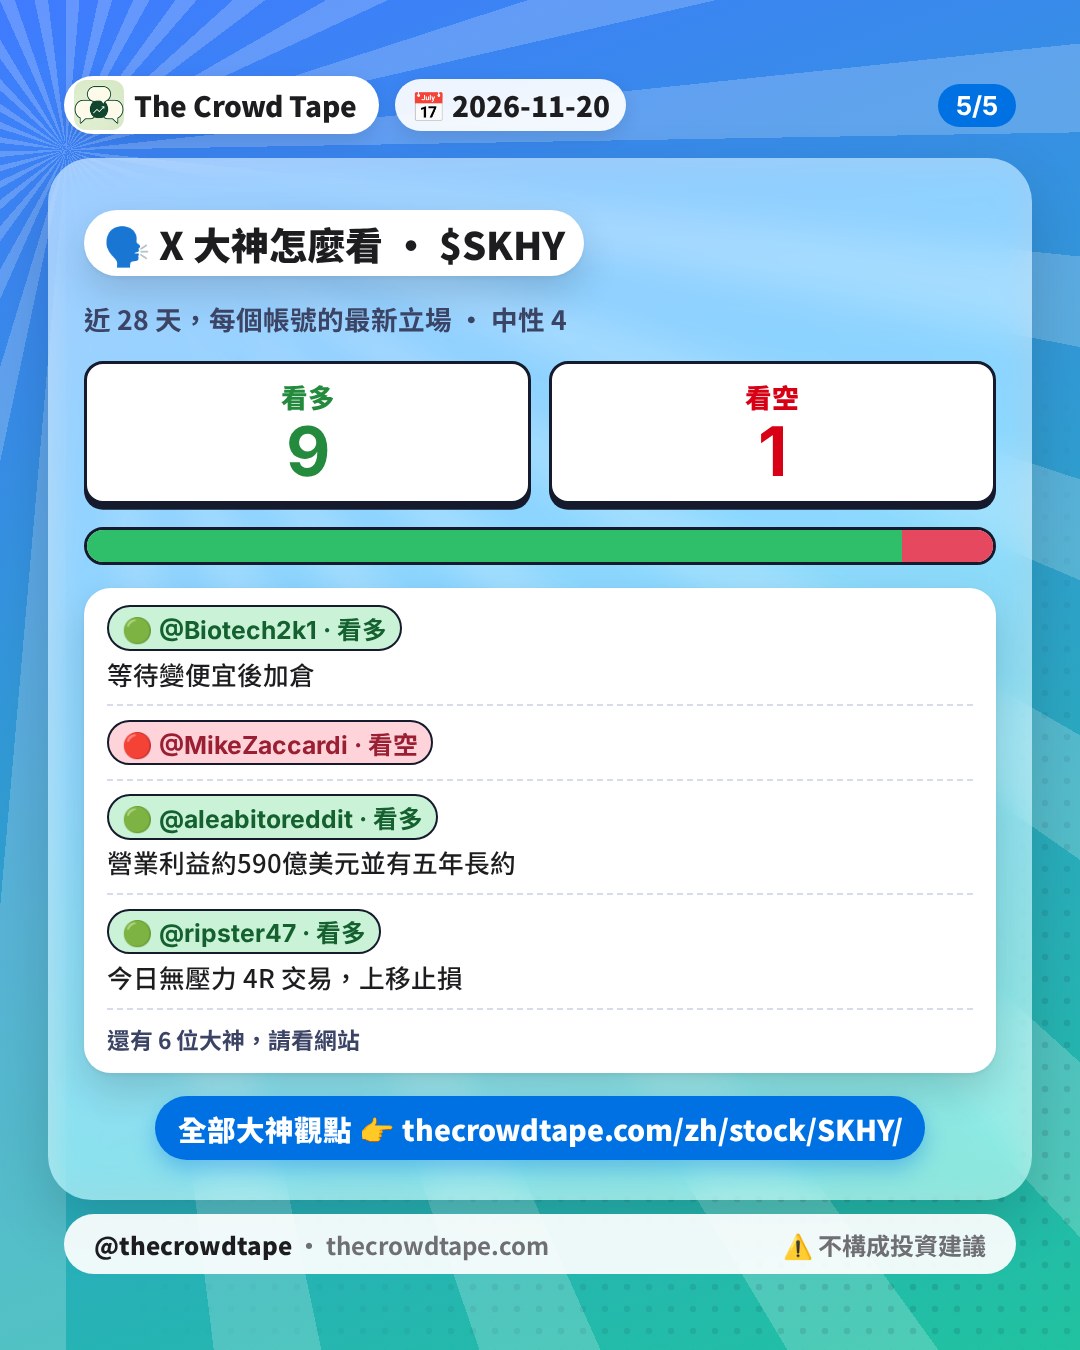 The Crowd Tape
July 17
2026-11-20
5/5
X 大神怎麼看 · $SKHY
近 28 天，每個帳號的最新立場 · 中性 4
看多
9
看空
1
@Biotech2k1 · 看多
等待變便宜後加倉
@MikeZaccardi · 看空
@aleabitoreddit · 看多
營業利益約590億美元並有五年長約
@ripster47 · 看多
今日無壓力 4R 交易，上移止損
還有 6 位大神，請看網站
全部大神觀點 👉 thecrowdtape.com/zh/stock/SKHY/
@thecrowdtape · thecrowdtape.com
⚠️ 不構成投資建議